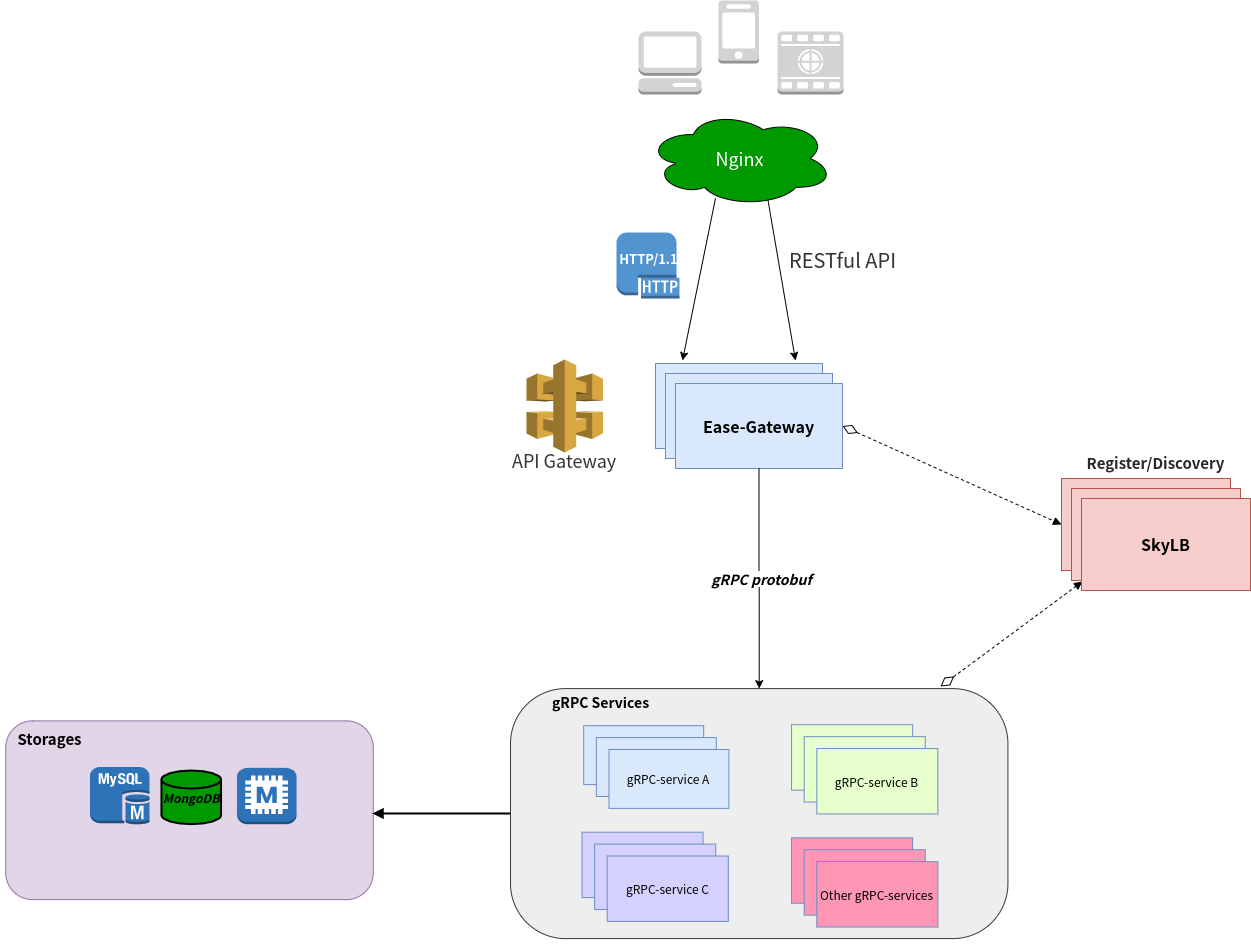 Nginx
HTTP/1.1
HTTP
RESTful API
Ease-Gateway
API Gateway
Register/Discovery
SkyLB
gRPC protobuf
gRPC Services
Storages
MySQL
M
MongoDB
M
gRPC-service A
gRPC-service B
gRPC-service C
Other gRPC-services